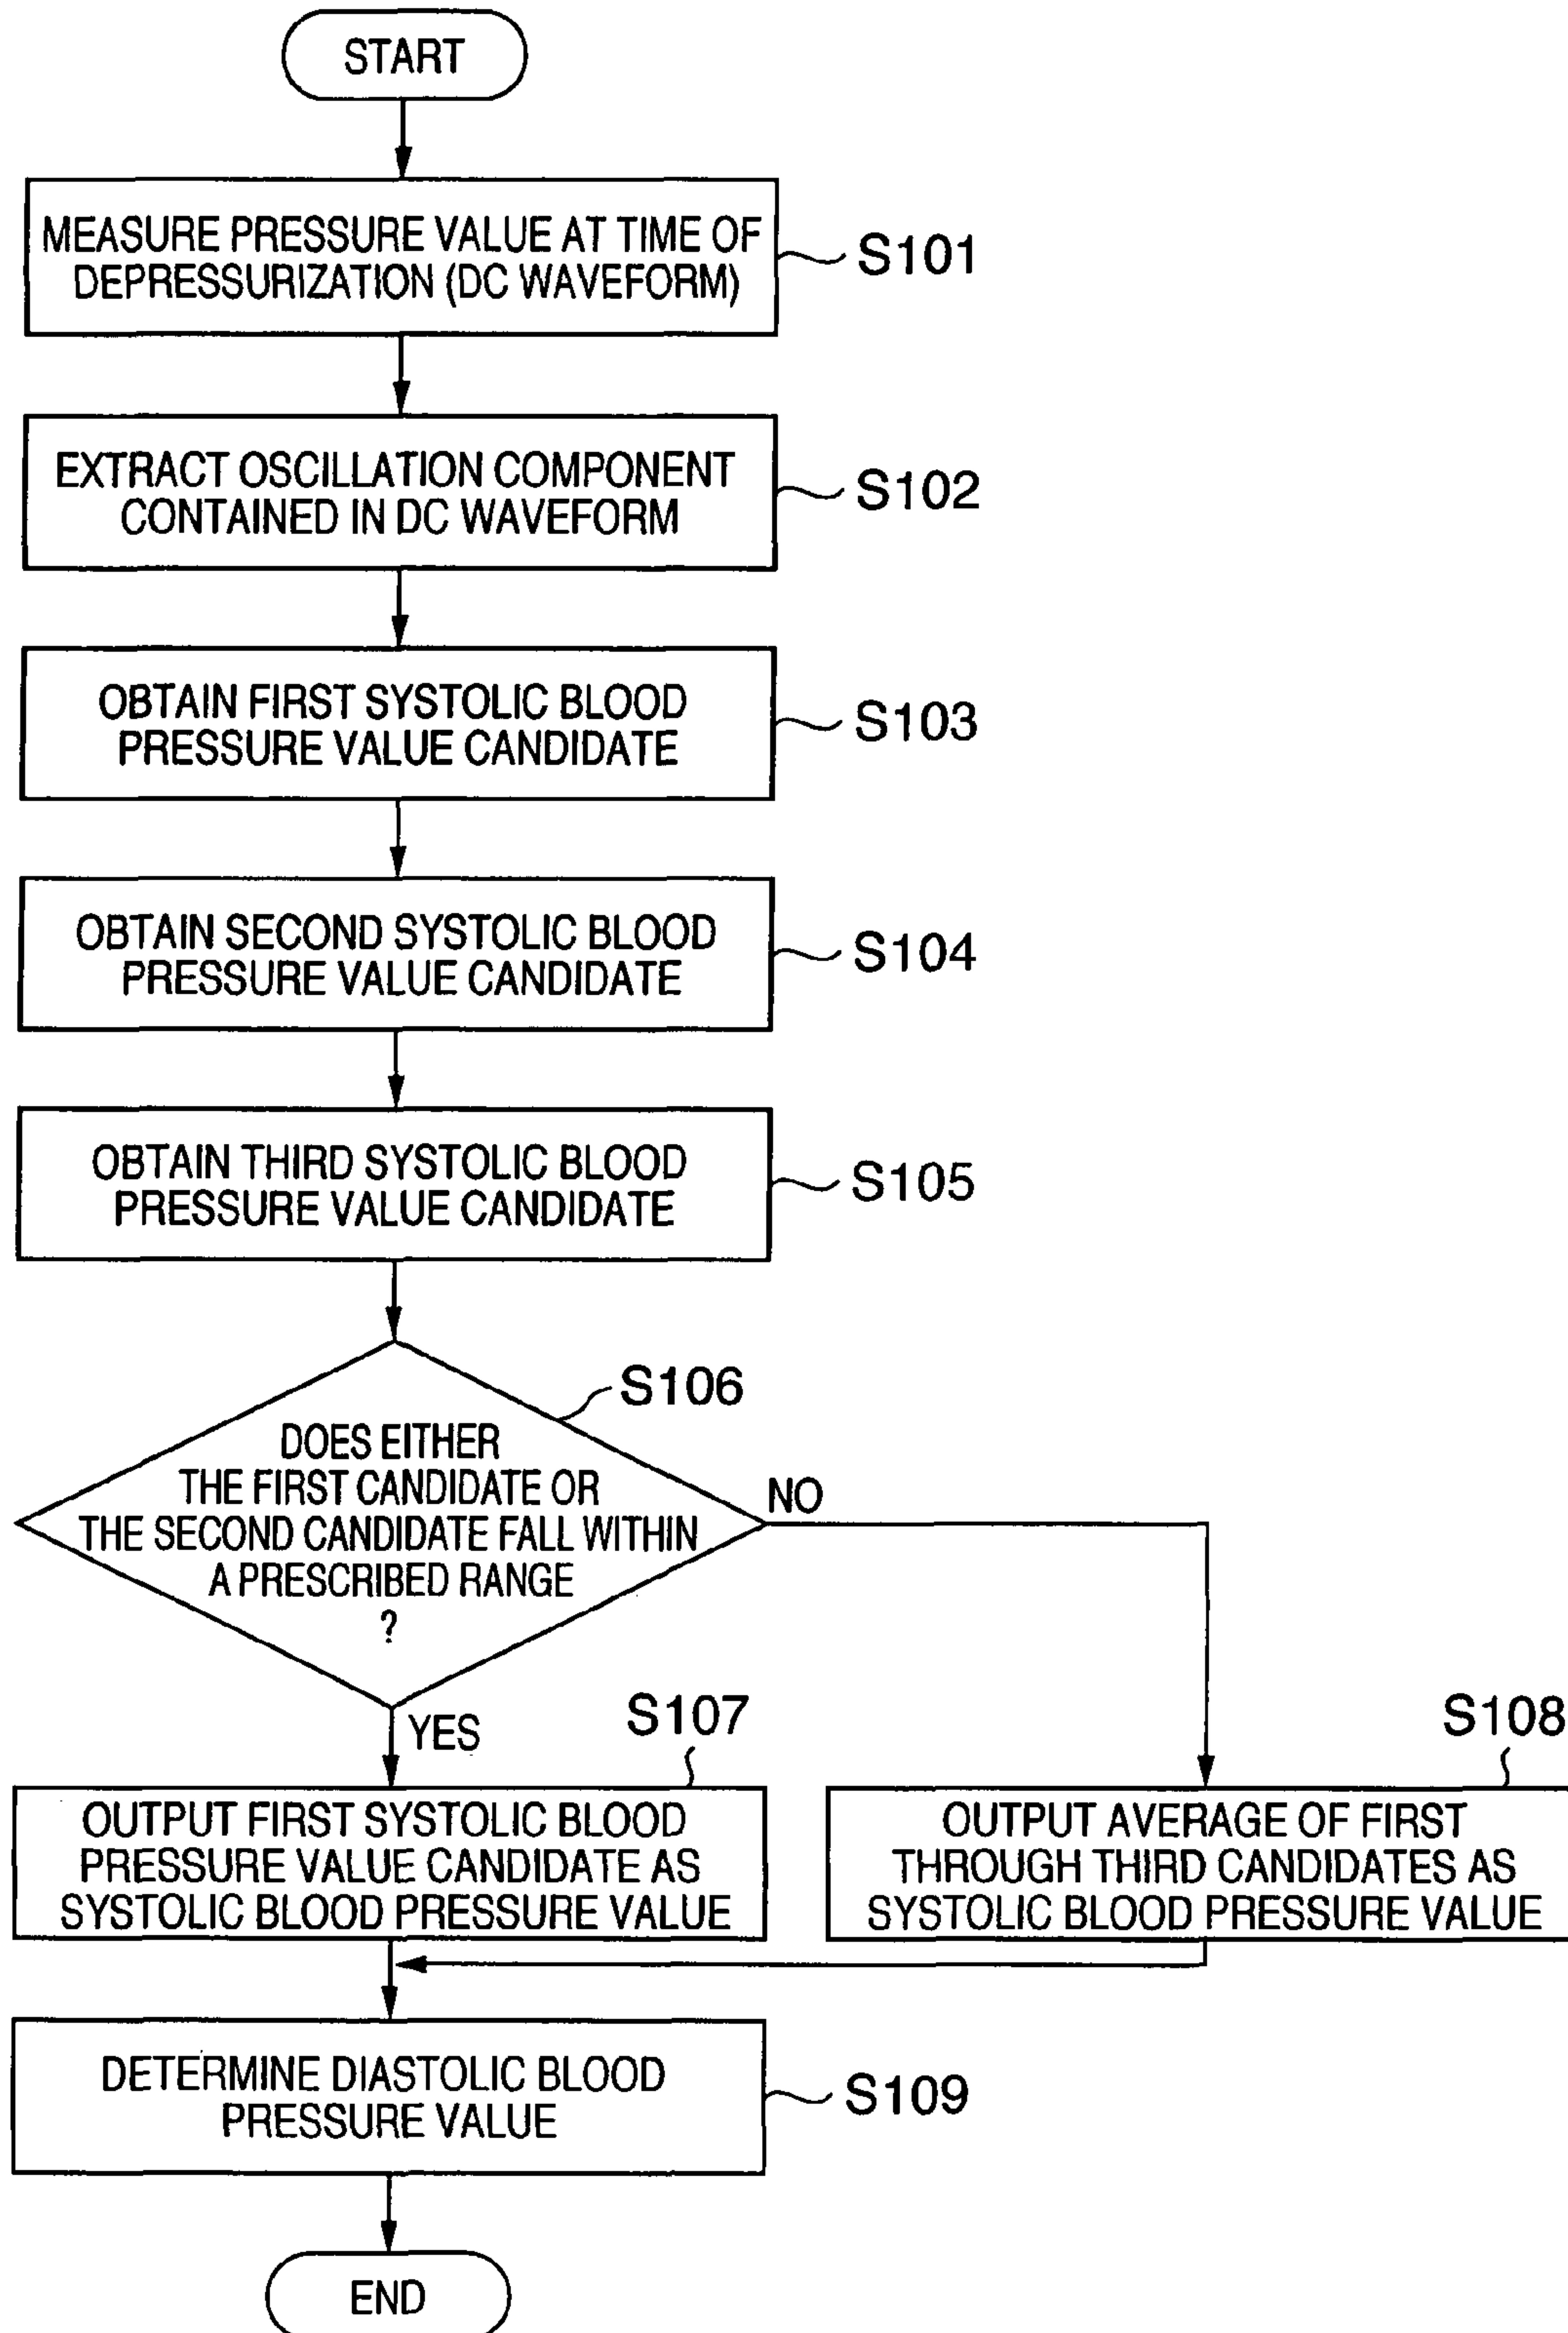 START
MEASURE PRESSURE VALUE AT TIME OF
DEPRESSURIZATION (DC WAVEFORM)
S101
EXTRACT OSCILLATION COMPONENT
CONTAINED IN DC WAVEFORM
S102
OBTAIN FIRST SYSTOLIC BLOOD
PRESSURE VALUE CANDIDATE
S103
OBTAIN SECOND SYSTOLIC BLOOD
PRESSURE VALUE CANDIDATE
S104
OBTAIN THIRD SYSTOLIC BLOOD
PRESSURE VALUE CANDIDATE
S105
S106
DOES EITHER
THE FIRST CANDIDATE OR
THE SECOND CANDIDATE FALL WITHIN
A PRESCRIBED RANGE
?
NO
YES
S107
OUTPUT FIRST SYSTOLIC BLOOD
PRESSURE VALUE CANDIDATE AS
SYSTOLIC BLOOD PRESSURE VALUE
S108
OUTPUT AVERAGE OF FIRST
THROUGH THIRD CANDIDATES AS
SYSTOLIC BLOOD PRESSURE VALUE
DETERMINE DIASTOLIC BLOOD
PRESSURE VALUE
S109
END